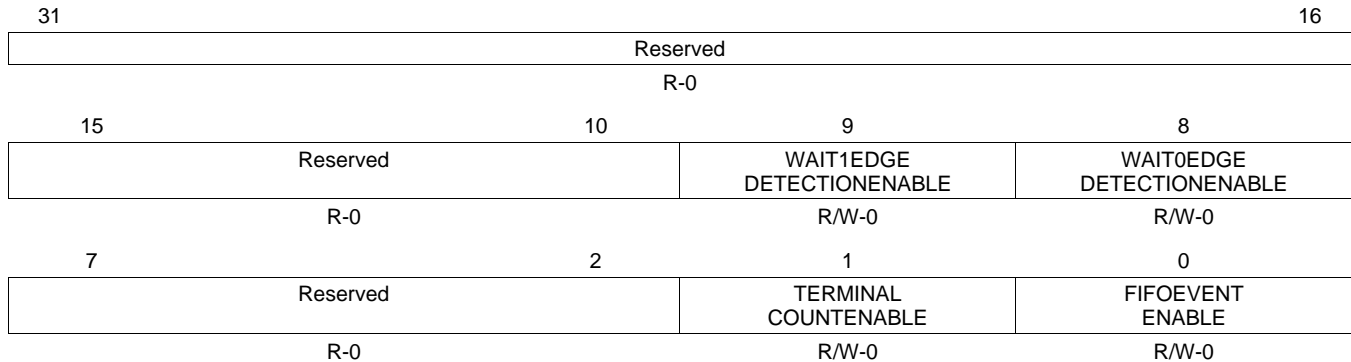 31 16
Reserved
R-0
15 10 9 8
Reserved WAIT1EDGE WAIT0EDGE
DETECTIONENABLE DETECTIONENABLE
R-0 R/W-0 R/W-0
7 2 1 0
Reserved TERMINAL FIFOEVENT
COUNTENABLE ENABLE
R-0 R/W-0 R/W-0